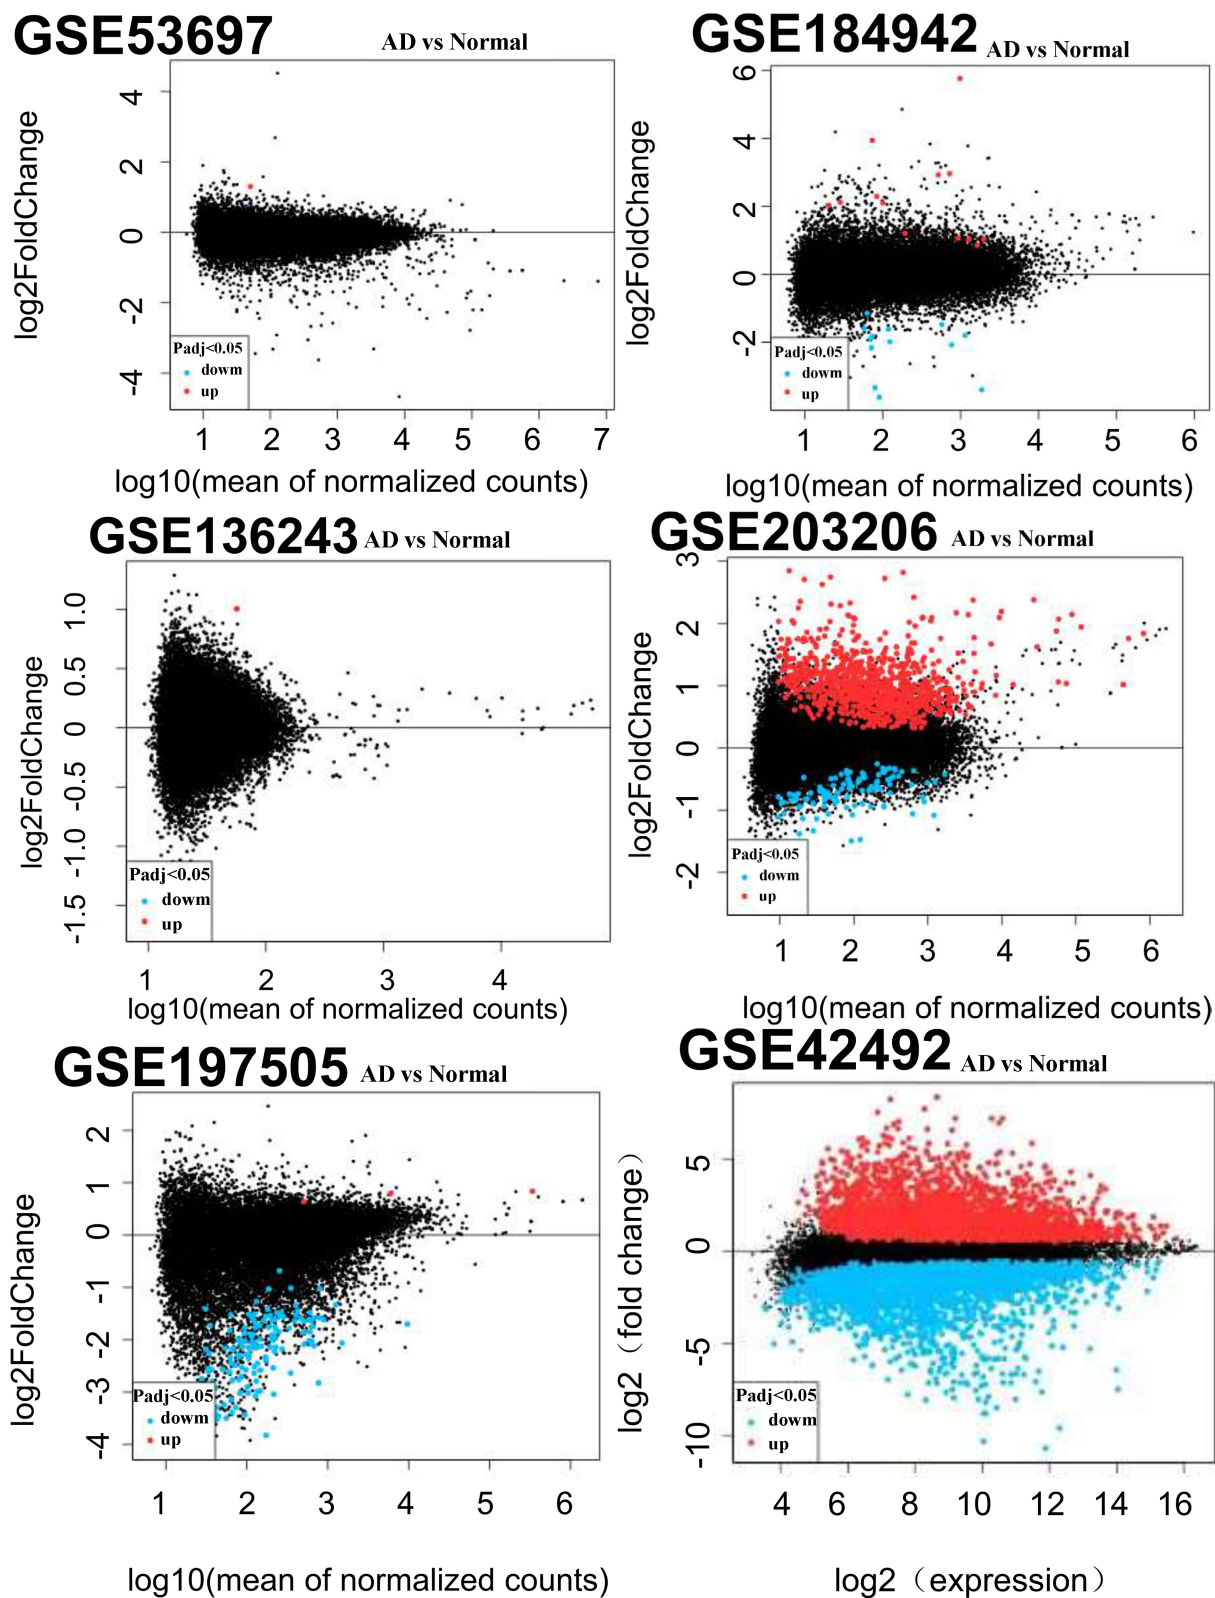 GSE53697 AD vs Normal
4
2
0
-2
-4
log2FoldChange
Padj<0.05
dowm
up
1 2 3 4 5 6 7
log10(mean of normalized counts)
GSE184942 AD vs Normal
6
4
2
0
-2
log2FoldChange
Padj<0.05
dowm
up
1 2 3 4 5 6
log10(mean of normalized counts)
GSE136243 AD vs Normal
1.0
0.5
0
-0.5
-1.0
-1.5
log2FoldChange
Padj<0.05
dowm
up
1 2 3 4
log10(mean of normalized counts)
GSE203206 AD vs Normal
3
2
1
0
-1
-2
log2FoldChange
Padj<0.05
dowm
up
1 2 3 4 5 6
log10(mean of normalized counts)
GSE197505 AD vs Normal
2
1
0
-1
-2
-3
-4
log2FoldChange
Padj<0.05
dowm
up
1 2 3 4 5 6
log10(mean of normalized counts)
GSE42492 AD vs Normal
5
0
-5
-10
log2（fold change）
Padj<0.05
dowm
up
4 6 8 10 12 14 16
log2（expression）